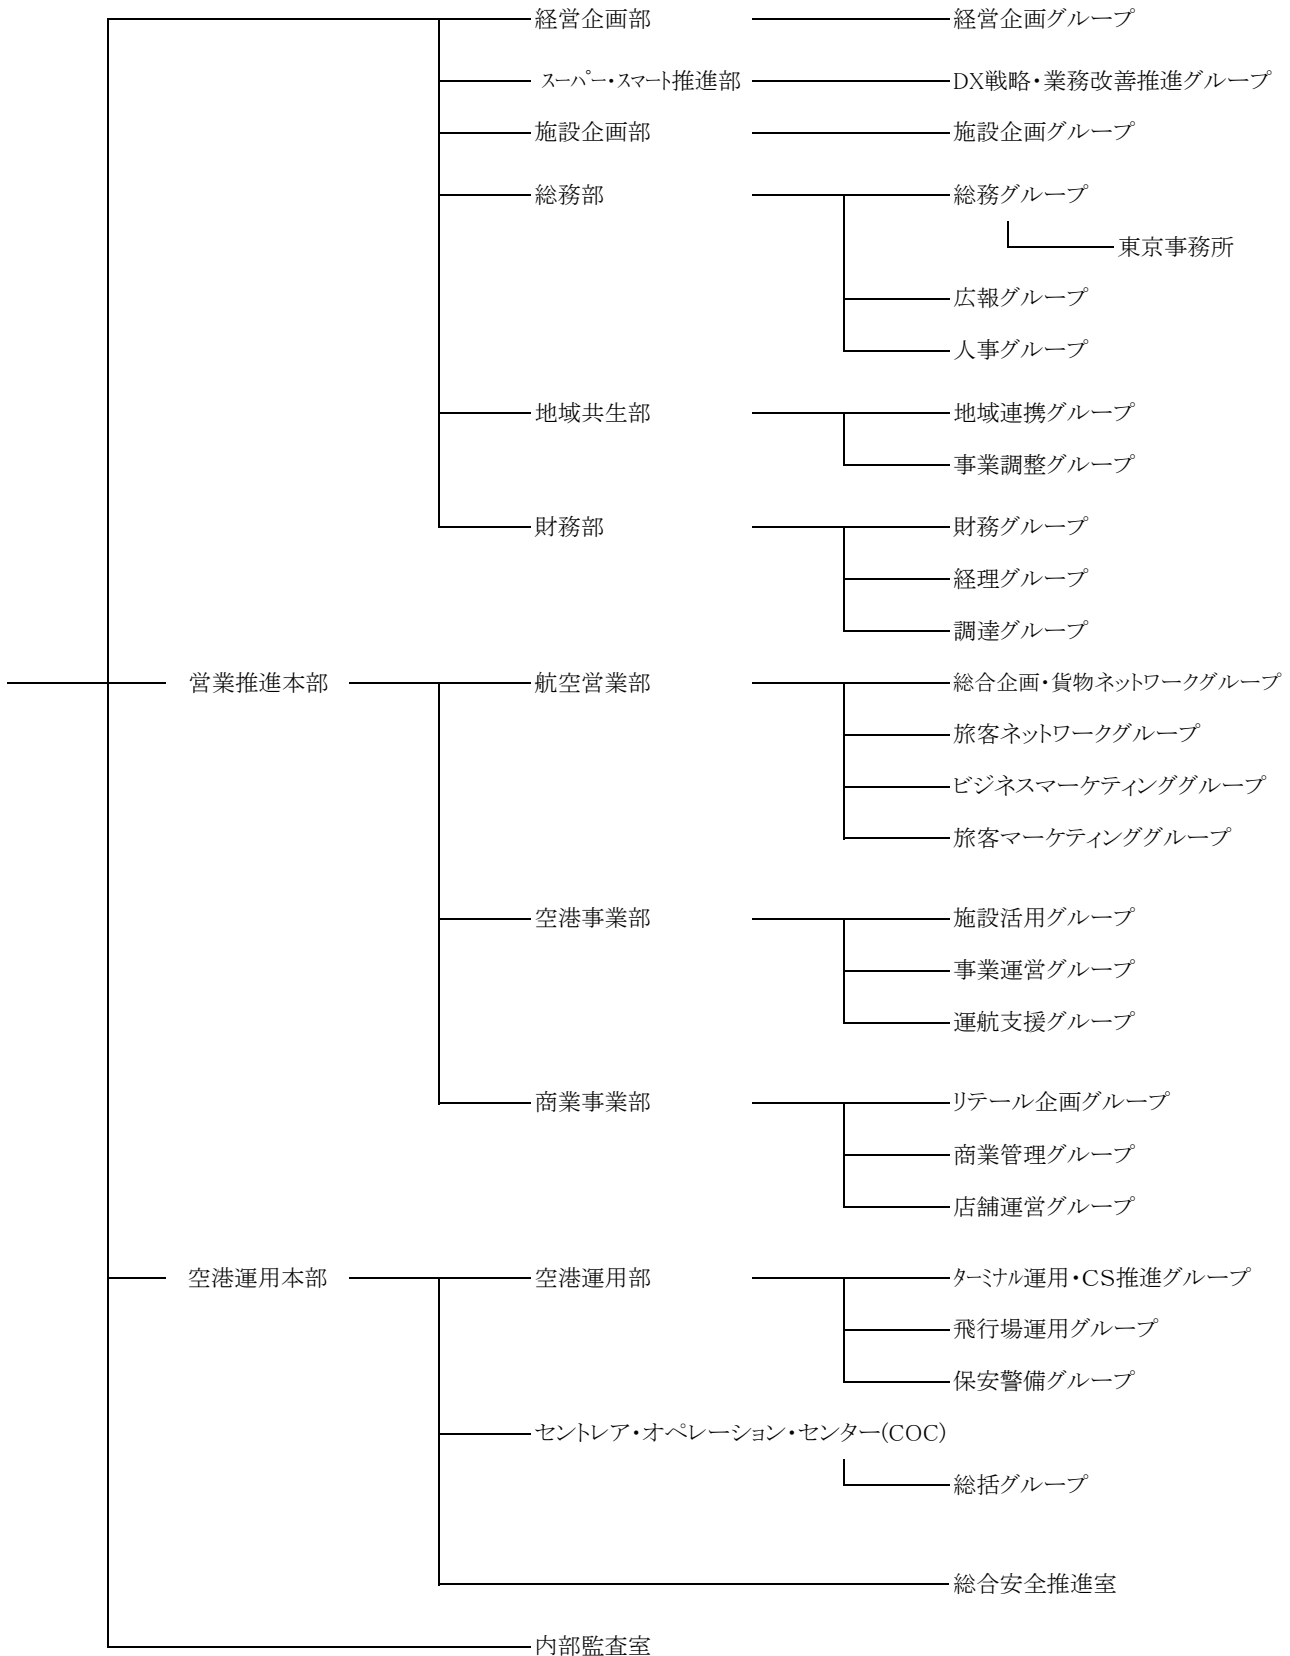 経営企画部 経営企画グループ
スーパー・スマート推進部 DX戦略・業務改善推進グループ
施設企画部 施設企画グループ
総務部 総務グループ
東京事務所
広報グループ
人事グループ
地域共生部 地域連携グループ
事業調整グループ
財務部 財務グループ
経理グループ
調達グループ
営業推進本部 航空営業部 総合企画・貨物ネットワークグループ
旅客ネットワークグループ
ビジネスマーケティンググループ
旅客マーケティンググループ
空港事業部 施設活用グループ
事業運営グループ
運航支援グループ
商業事業部 リテール企画グループ
商業管理グループ
店舗運営グループ
空港運用本部 空港運用部 ターミナル運用・CS推進グループ
飛行場運用グループ
保安警備グループ
セントレア・オペレーション・センター(COC)
総括グループ
総合安全推進室
内部監査室